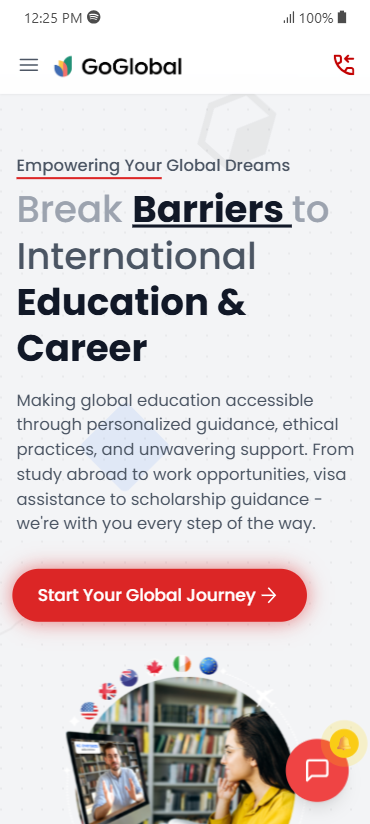 12:25 PM 100%
GoGlobal
Empowering Your Global Dreams
Break Barriers to
International
Education &
Career
Making global education accessible
through personalized guidance, ethical
practices, and unwavering support. From
study abroad to work opportunities, visa
assistance to scholarship guidance -
we're with you every step of the way.
Start Your Global Journey →